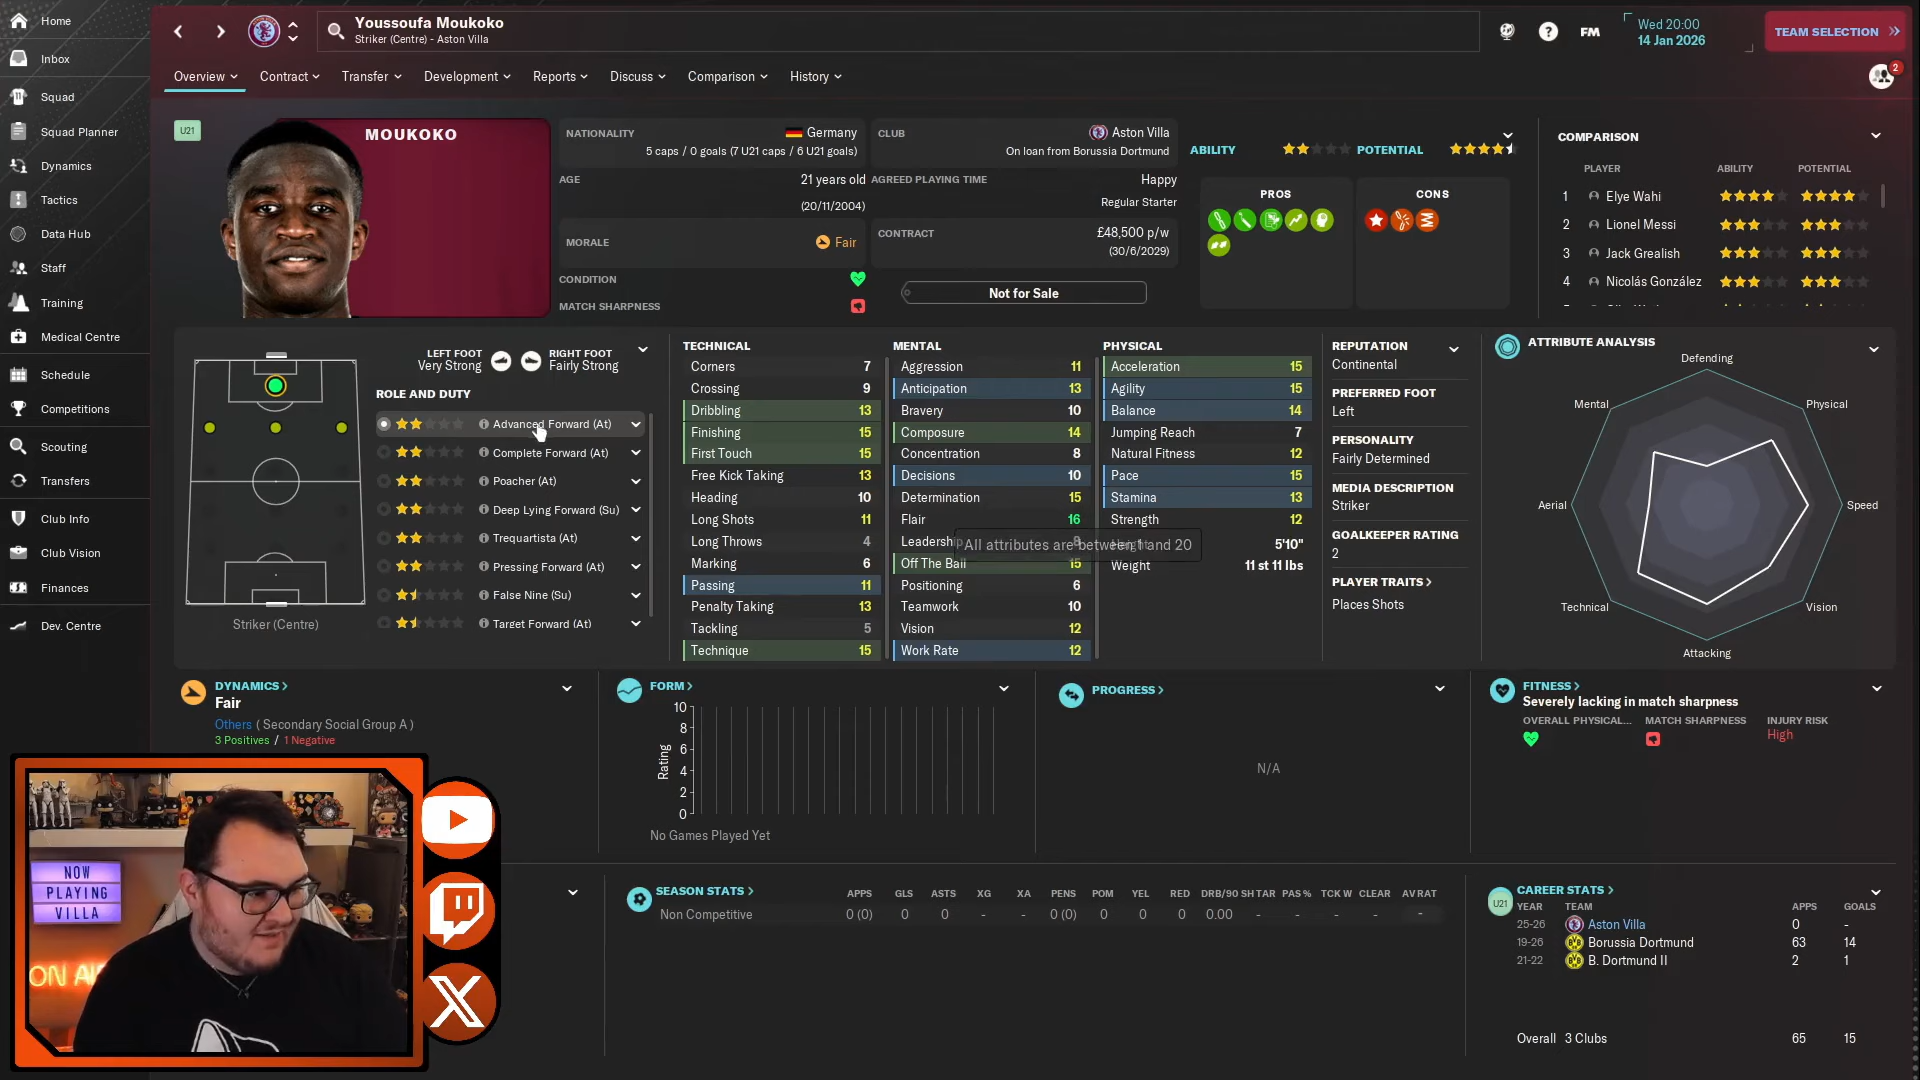 Home
Inbox
Squad
Squad Planner
Dynamics
Tactics
Data Hub
Staff
Training
Medical Centre
Schedule
Competitions
Scouting
Transfers
Club Info
Club Vision
Finances
Dev. Centre
Youssoufa Moukoko
Striker (Centre) - Aston Villa
FM
Wed 20:00
14 Jan 2026
TEAM SELECTION
2
Overview Contract Transfer Development Reports Discuss Comparison History
U21
MOUKOKO
NATIONALITY Germany
5 caps / 0 goals (7 U21 caps / 6 U21 goals)
AGE 21 years old
(20/11/2004)
MORALE Fair
CONDITION
MATCH SHARPNESS
CLUB Aston Villa
On loan from Borussia Dortmund
AGREED PLAYING TIME Happy
Regular Starter
CONTRACT £48,500 p/w
(30/6/2029)
Not for Sale
ABILITY POTENTIAL
PROS CONS
COMPARISON
PLAYER ABILITY POTENTIAL
1 Elye Wahi
2 Lionel Messi
3 Jack Grealish
4 Nicolás González
LEFT FOOT
Very Strong
RIGHT FOOT
Fairly Strong
ROLE AND DUTY
Advanced Forward (At)
Complete Forward (At)
Poacher (At)
Deep Lying Forward (Su)
Trequartista (At)
Pressing Forward (At)
False Nine (Su)
Target Forward (At)
Striker (Centre)
TECHNICAL
Corners 7
Crossing 9
Dribbling 13
Finishing 15
First Touch 15
Free Kick Taking 13
Heading 10
Long Shots 11
Long Throws 4
Marking 6
Passing 11
Penalty Taking 13
Tackling 5
Technique 15
MENTAL
Aggression 11
Anticipation 13
Bravery 10
Composure 14
Concentration 8
Decisions 10
Determination 15
Flair 16
Leadersh
Off The Ball 15
Positioning 6
Teamwork 10
Vision 12
Work Rate 12
PHYSICAL
Acceleration 15
Agility 15
Balance 14
Jumping Reach 7
Natural Fitness 12
Pace 15
Stamina 13
Strength 12
5'10"
Weight 11 st 11 lbs
All attributes are between 1 and 20
REPUTATION
Continental
PREFERRED FOOT
Left
PERSONALITY
Fairly Determined
MEDIA DESCRIPTION
Striker
GOALKEEPER RATING
2
PLAYER TRAITS
Places Shots
ATTRIBUTE ANALYSIS
Defending
Mental Physical
Aerial Speed
Technical Vision
Attacking
DYNAMICS
Fair
Others ( Secondary Social Group A )
3 Positives / 1 Negative
FORM
Rating
10
8
6
4
2
0
No Games Played Yet
PROGRESS
N/A
FITNESS
Severely lacking in match sharpness
OVERALL PHYSICAL... MATCH SHARPNESS INJURY RISK
High
NOW
PLAYING
VILLA
ON A
SEASON STATS APPS GLS ASTS XG XA PENS POM YEL RED DRB/90 SH TAR PAS % TCK W CLEAR AV RAT
Non Competitive 0 (0) 0 0 - - 0 (0) 0 0 0 0.00 - - - - -
U21
CAREER STATS
YEAR TEAM APPS GOALS
25-26 Aston Villa 0 -
19-26 Borussia Dortmund 63 14
21-22 B. Dortmund II 2 1
Overall 3 Clubs 65 15